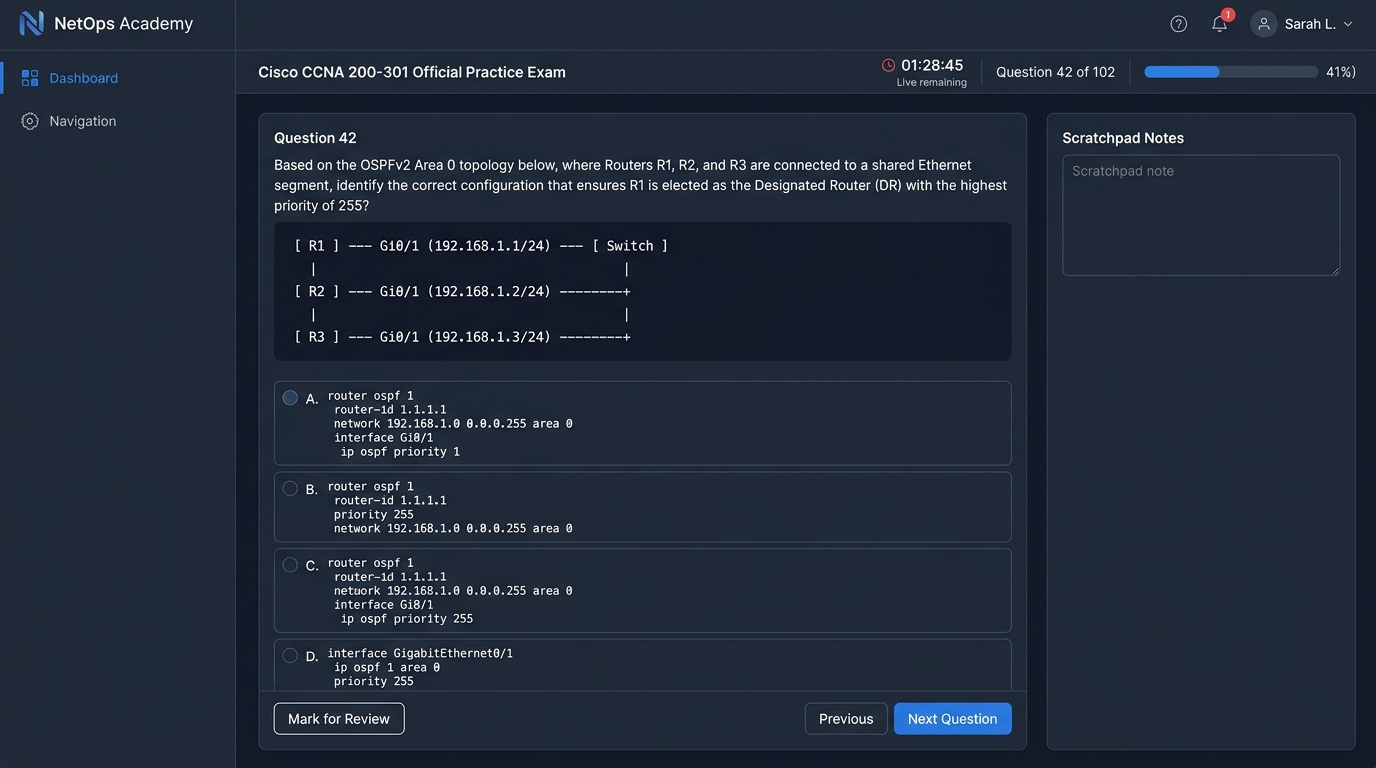 NetOps Academy
1
Sarah L.
Dashboard
Navigation
Cisco CCNA 200-301 Official Practice Exam
01:28:45
Live remaining
Question 42 of 102
41%)
Question 42
Based on the OSPFv2 Area 0 topology below, where Routers R1, R2, and R3 are connected to a shared Ethernet
segment, identify the correct configuration that ensures R1 is elected as the Designated Router (DR) with the highest
priority of 255?
[ R1 ] --- Gi0/1 (192.168.1.1/24) --- [ Switch ]
| |
[ R2 ] --- Gi0/1 (192.168.1.2/24) --------+
| |
[ R3 ] --- Gi0/1 (192.168.1.3/24) --------+
A. router ospf 1
router-id 1.1.1.1
network 192.168.1.0 0.0.0.255 area 0
interface Gi0/1
ip ospf priority 1
B. router ospf 1
router-id 1.1.1.1
priority 255
network 192.168.1.0 0.0.0.255 area 0
C. router ospf 1
router-id 1.1.1.1
network 192.168.1.0 0.0.0.255 area 0
interface Gi0/1
ip ospf priority 255
D. interface GigabitEthernet0/1
ip ospf 1 area 0
priority 255
Mark for Review
Previous
Next Question
Scratchpad Notes
Scratchpad note